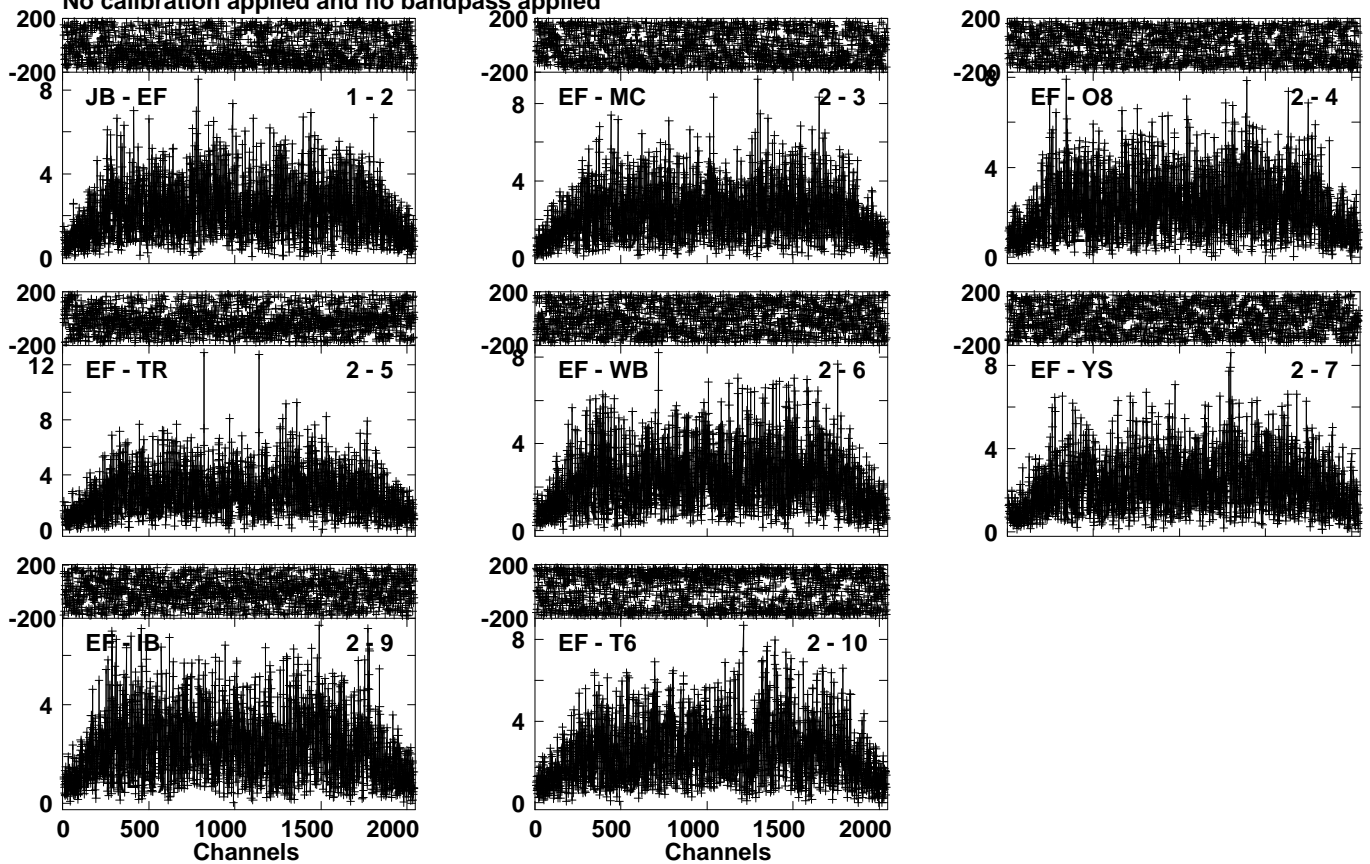 No calibration applied and no bandpass applied
200 200 200
-200 -200 -200
8 JB - EF 1 - 2 8 EF - MC 2 - 3 8 EF - O8 2 - 4
4 4 4
0 0 0
200 200 200
-200 -200 -200
12 EF - TR 2 - 5 8 EF - WB 2 - 6 8 EF - YS 2 - 7
8
4 4 4
0 0 0
200 200
-200 -200
EF - IB 2 - 9 8 EF - T6 2 - 10
4 4
0 0
0 500 1000 1500 2000 0 500 1000 1500 2000
Channels Channels